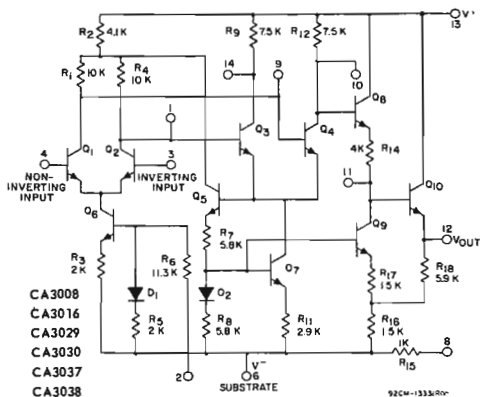 R2 4.1K
R9 7.5K
R12 7.5K
V+
13
R1 10K
R4 10K
14
9
10
1
Q8
Q1
Q2
Q3
Q4
R14
4K
4
3
NON-INVERTING INPUT
INVERTING INPUT
11
Q10
Q5
Q6
Q9
12
VOUT
R7 5.8K
Q7
R3 2K
R6 11.3K
R17 1.5K
R18 5.9K
D1
D2
R5 2K
R8 5.8K
R11 2.9K
R16 1.5K
1K
R15
8
2
V-
6
SUBSTRATE
CA3008
CA3016
CA3029
CA3030
CA3037
CA3038